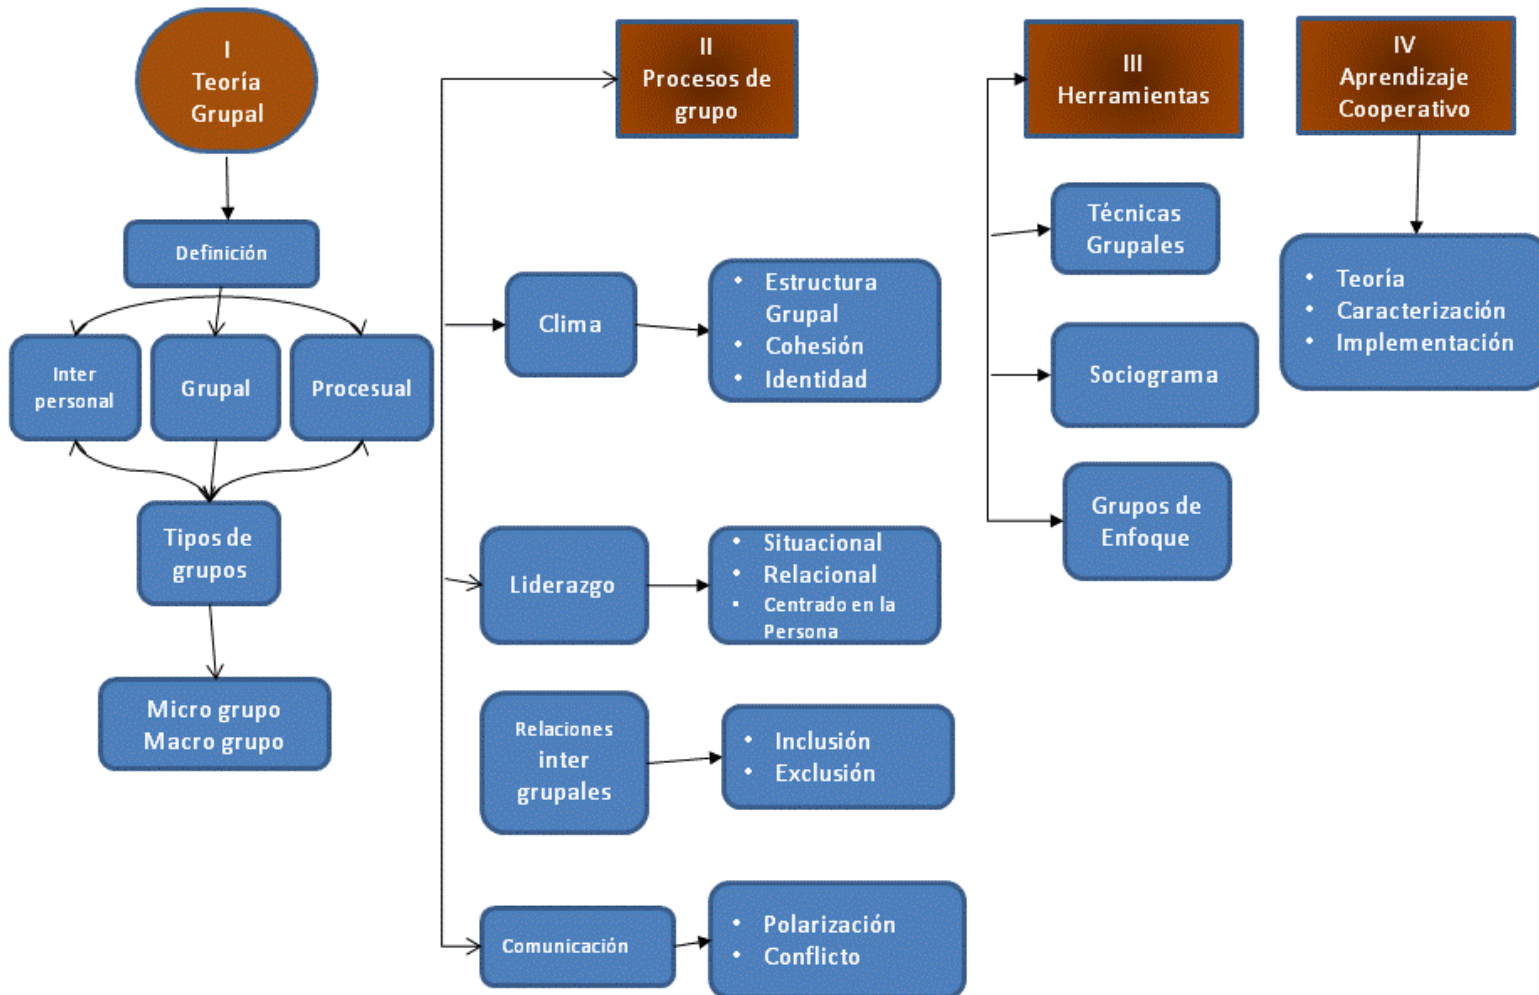 I
Teoría
Grupal
Definición
Inter
personal
Grupal
Procesual
Tipos de
grupos
Micro grupo
Macro grupo
II
Procesos de
grupo
Clima
• Estructura
Grupal
• Cohesión
• Identidad
Liderazgo
• Situacional
• Relacional
▪ Centrado en la
Persona
Relaciones
inter
grupales
• Inclusión
• Exclusión
Comunicación
• Polarización
• Conflicto
III
Herramientas
Técnicas
Grupales
Sociograma
Grupos de
Enfoque
IV
Aprendizaje
Cooperativo
• Teoría
• Caracterización
• Implementación